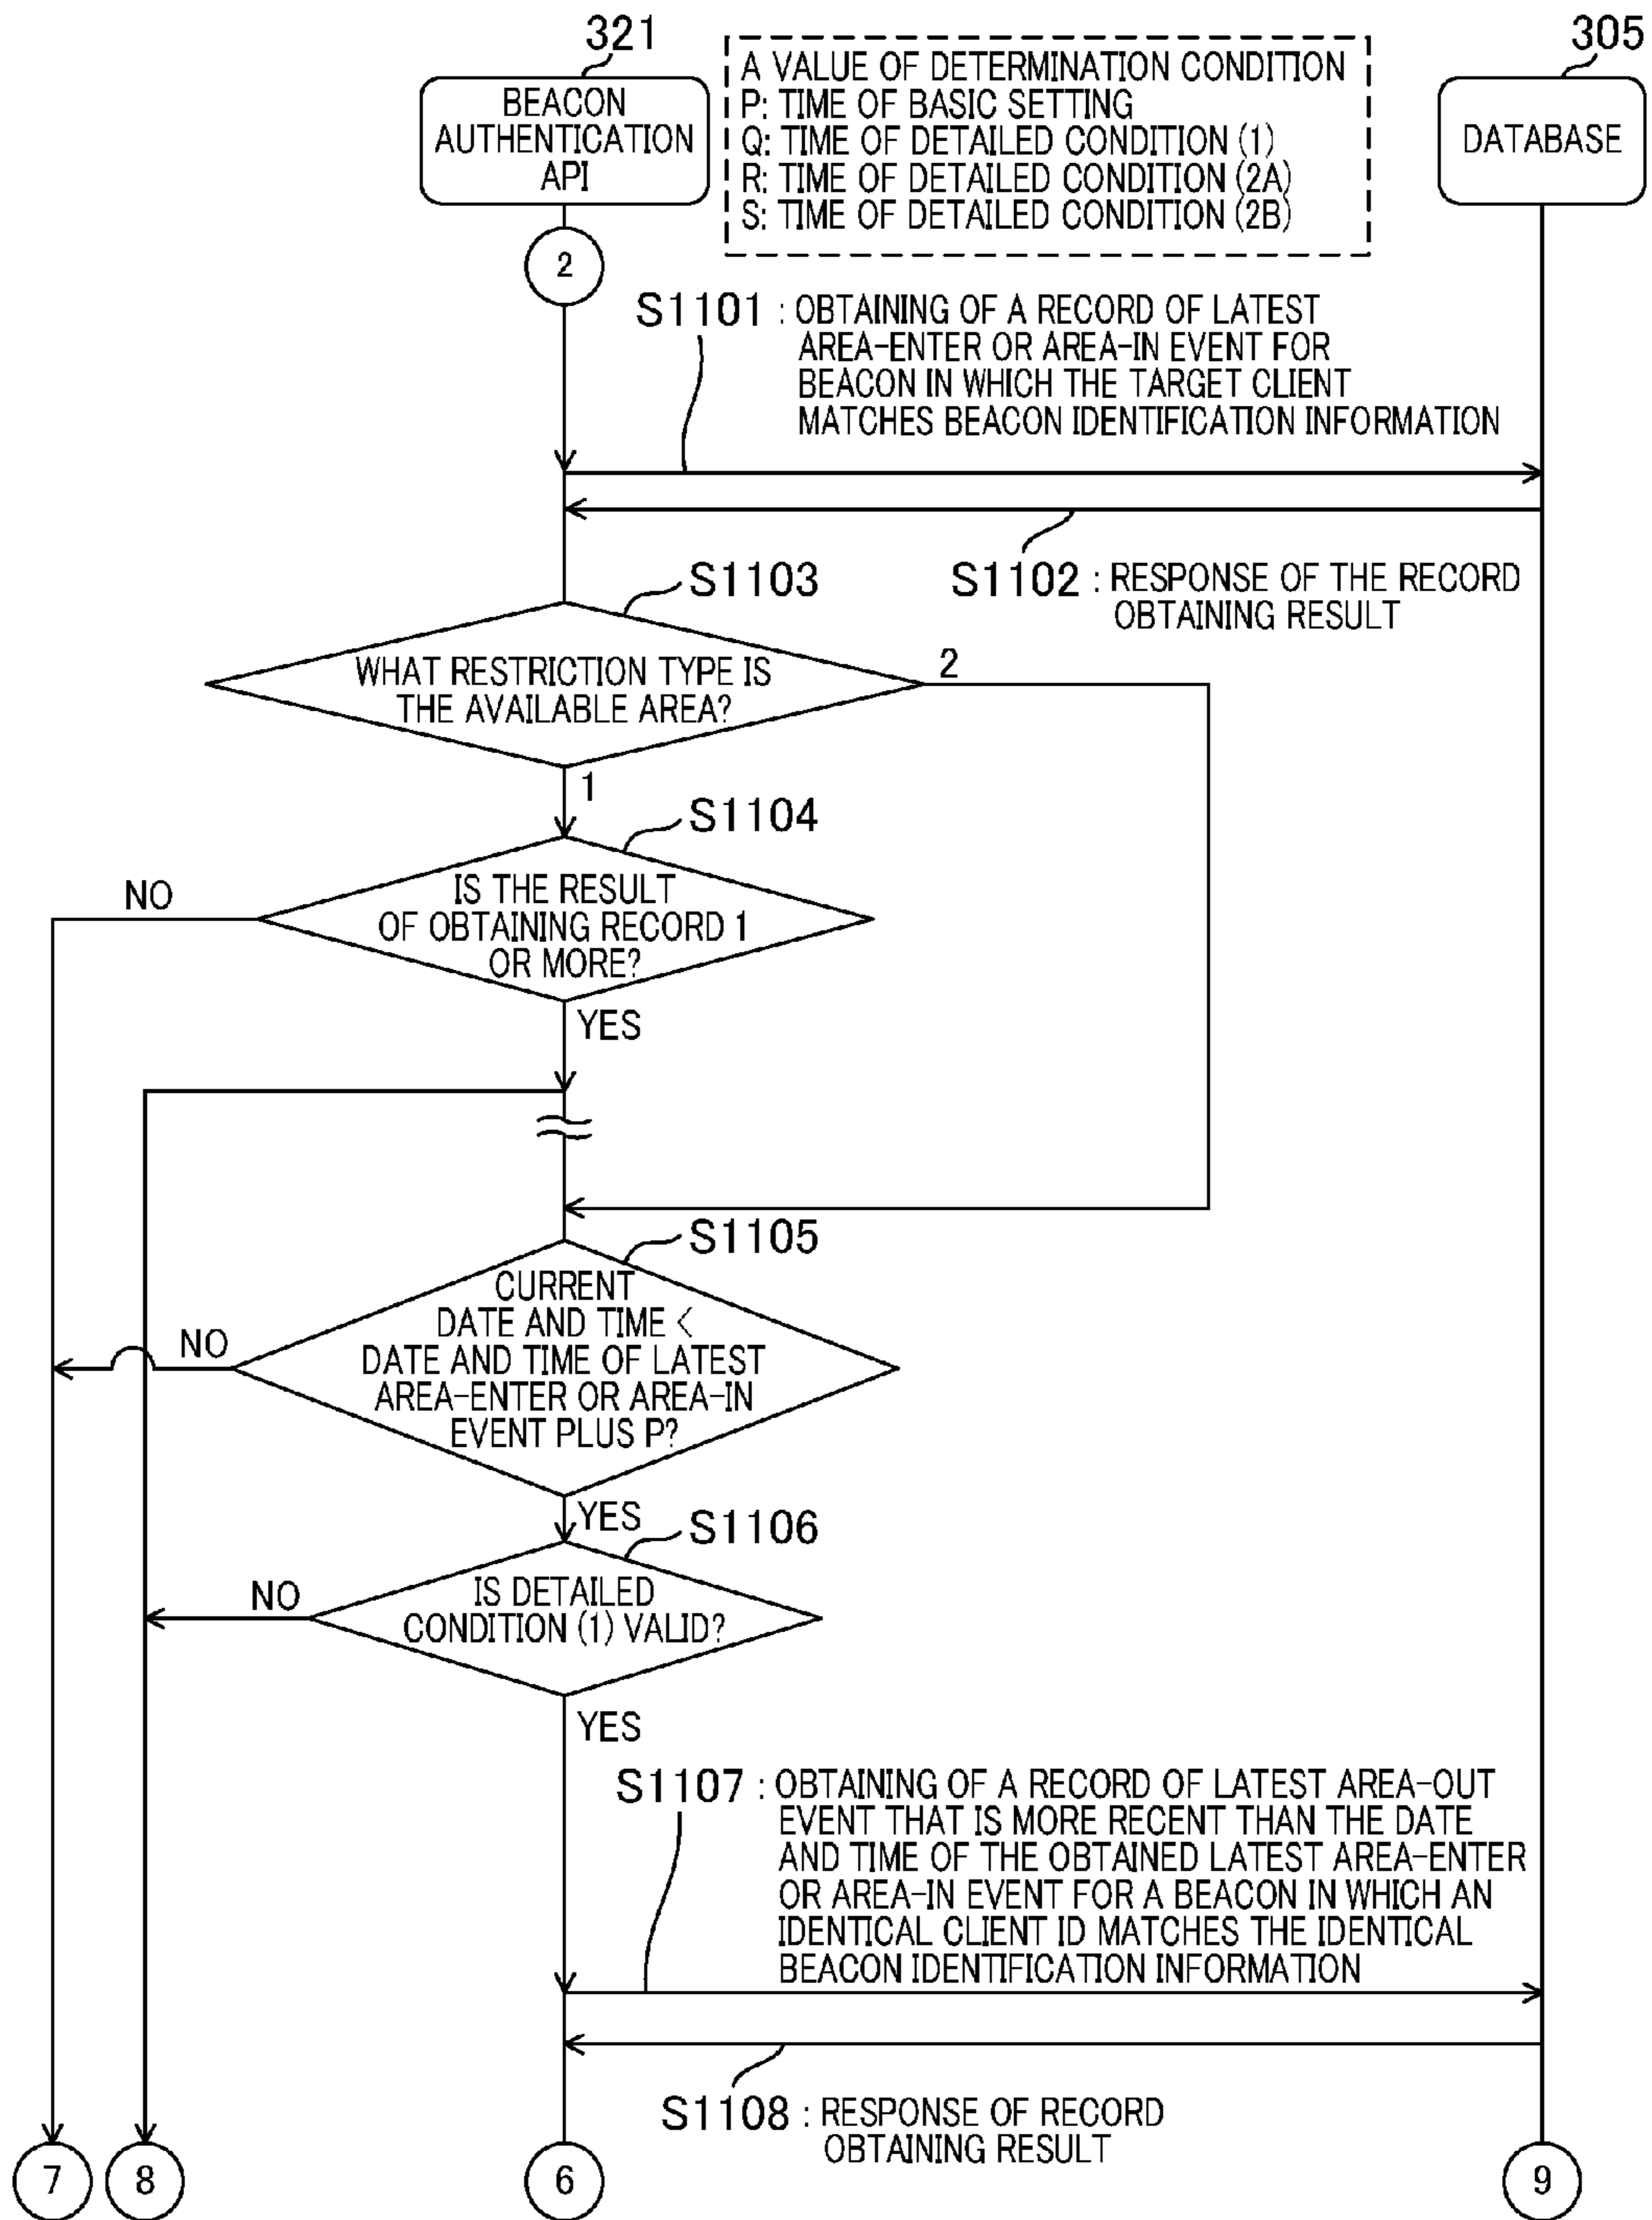 321
BEACON
AUTHENTICATION
API
A VALUE OF DETERMINATION CONDITION
P: TIME OF BASIC SETTING
Q: TIME OF DETAILED CONDITION (1)
R: TIME OF DETAILED CONDITION (2A)
S: TIME OF DETAILED CONDITION (2B)
305
DATABASE
2
S1101 : OBTAINING OF A RECORD OF LATEST
AREA-ENTER OR AREA-IN EVENT FOR
BEACON IN WHICH THE TARGET CLIENT
MATCHES BEACON IDENTIFICATION INFORMATION
S1102 : RESPONSE OF THE RECORD
OBTAINING RESULT
S1103
WHAT RESTRICTION TYPE IS
THE AVAILABLE AREA?
2
1
S1104
IS THE RESULT
OF OBTAINING RECORD 1
OR MORE?
NO
YES
S1105
CURRENT
DATE AND TIME <
DATE AND TIME OF LATEST
AREA-ENTER OR AREA-IN
EVENT PLUS P?
NO
YES
S1106
IS DETAILED
CONDITION (1) VALID?
NO
YES
S1107 : OBTAINING OF A RECORD OF LATEST AREA-OUT
EVENT THAT IS MORE RECENT THAN THE DATE
AND TIME OF THE OBTAINED LATEST AREA-ENTER
OR AREA-IN EVENT FOR A BEACON IN WHICH AN
IDENTICAL CLIENT ID MATCHES THE IDENTICAL
BEACON IDENTIFICATION INFORMATION
S1108 : RESPONSE OF RECORD
OBTAINING RESULT
7
8
6
9